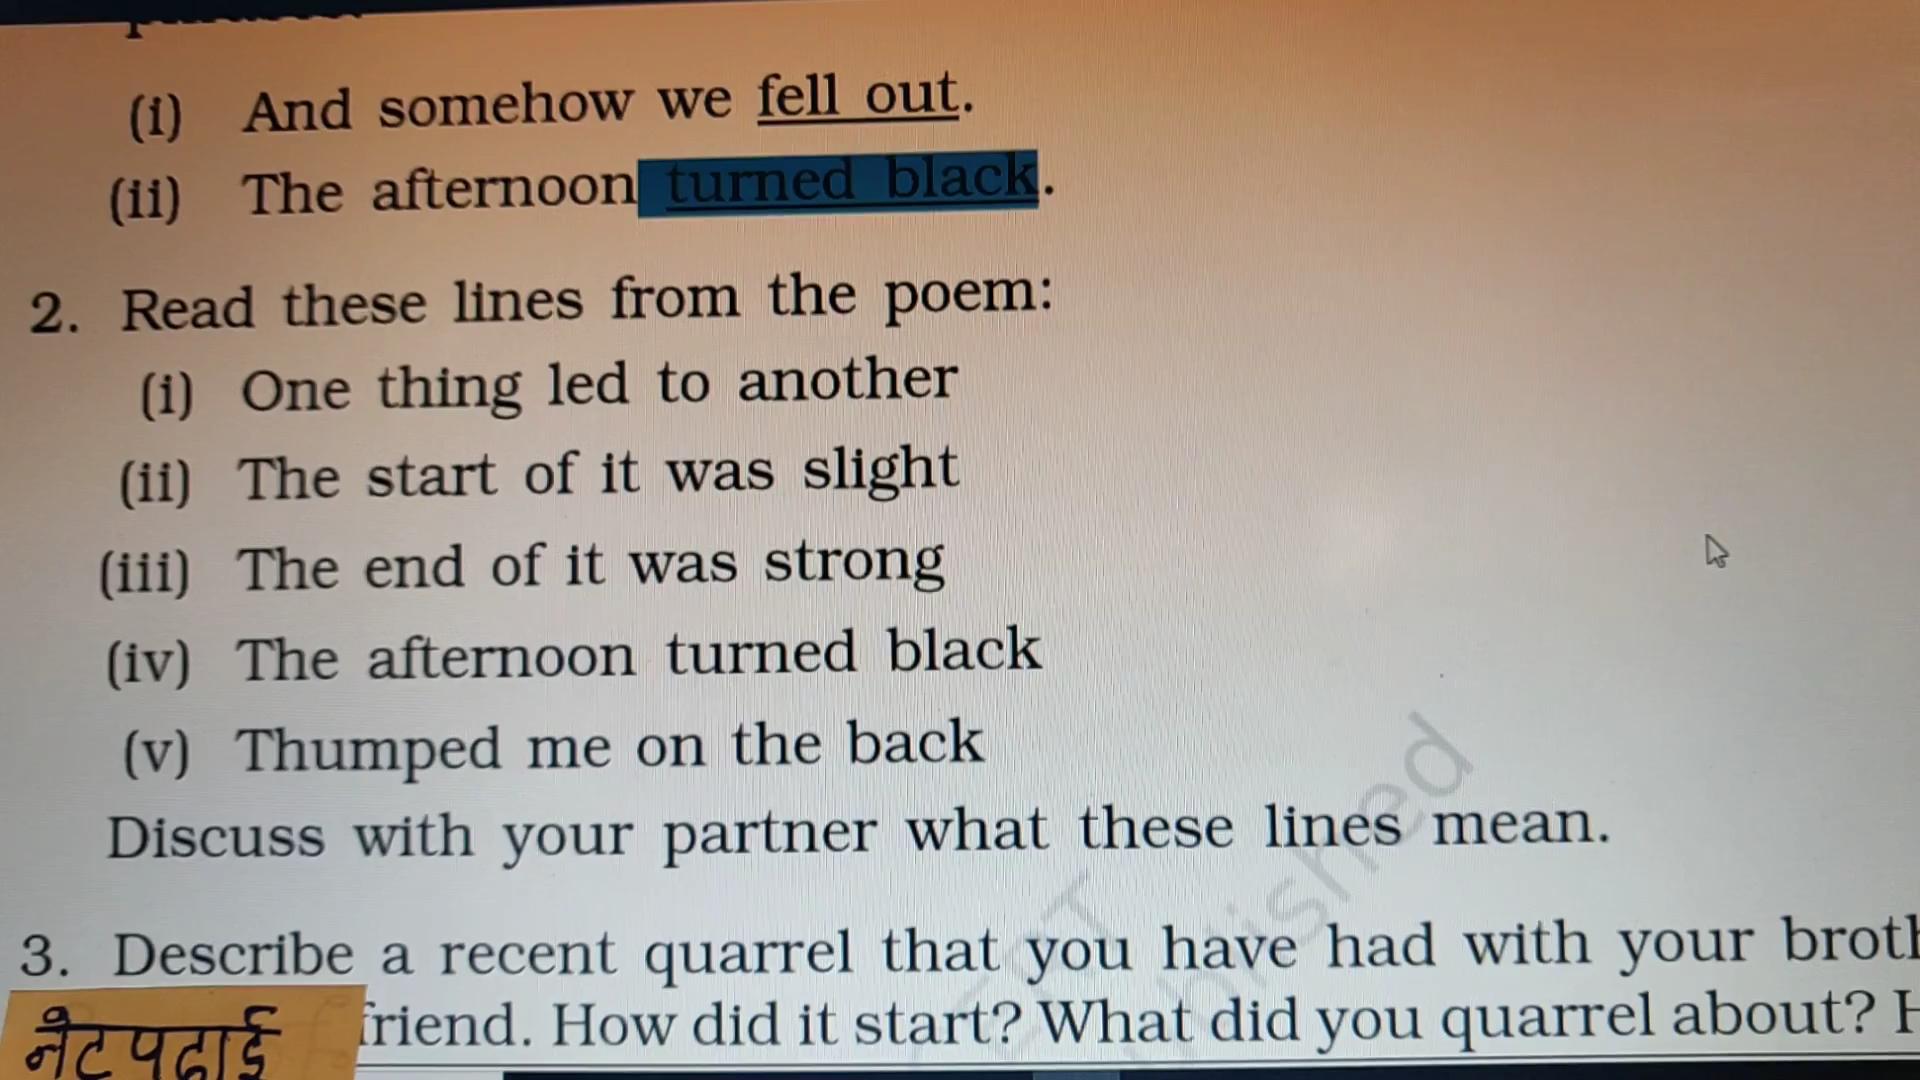 (i) And somehow we fell out.
(ii) The afternoon turned black.
2. Read these lines from the poem:
(i) One thing led to another
(ii) The start of it was slight
(iii) The end of it was strong
(iv) The afternoon turned black
(v) Thumped me on the back
Discuss with your partner what these lines mean.
3. Describe a recent quarrel that you have had with your broth
friend. How did it start? What did you quarrel about? H
नेट पढाई